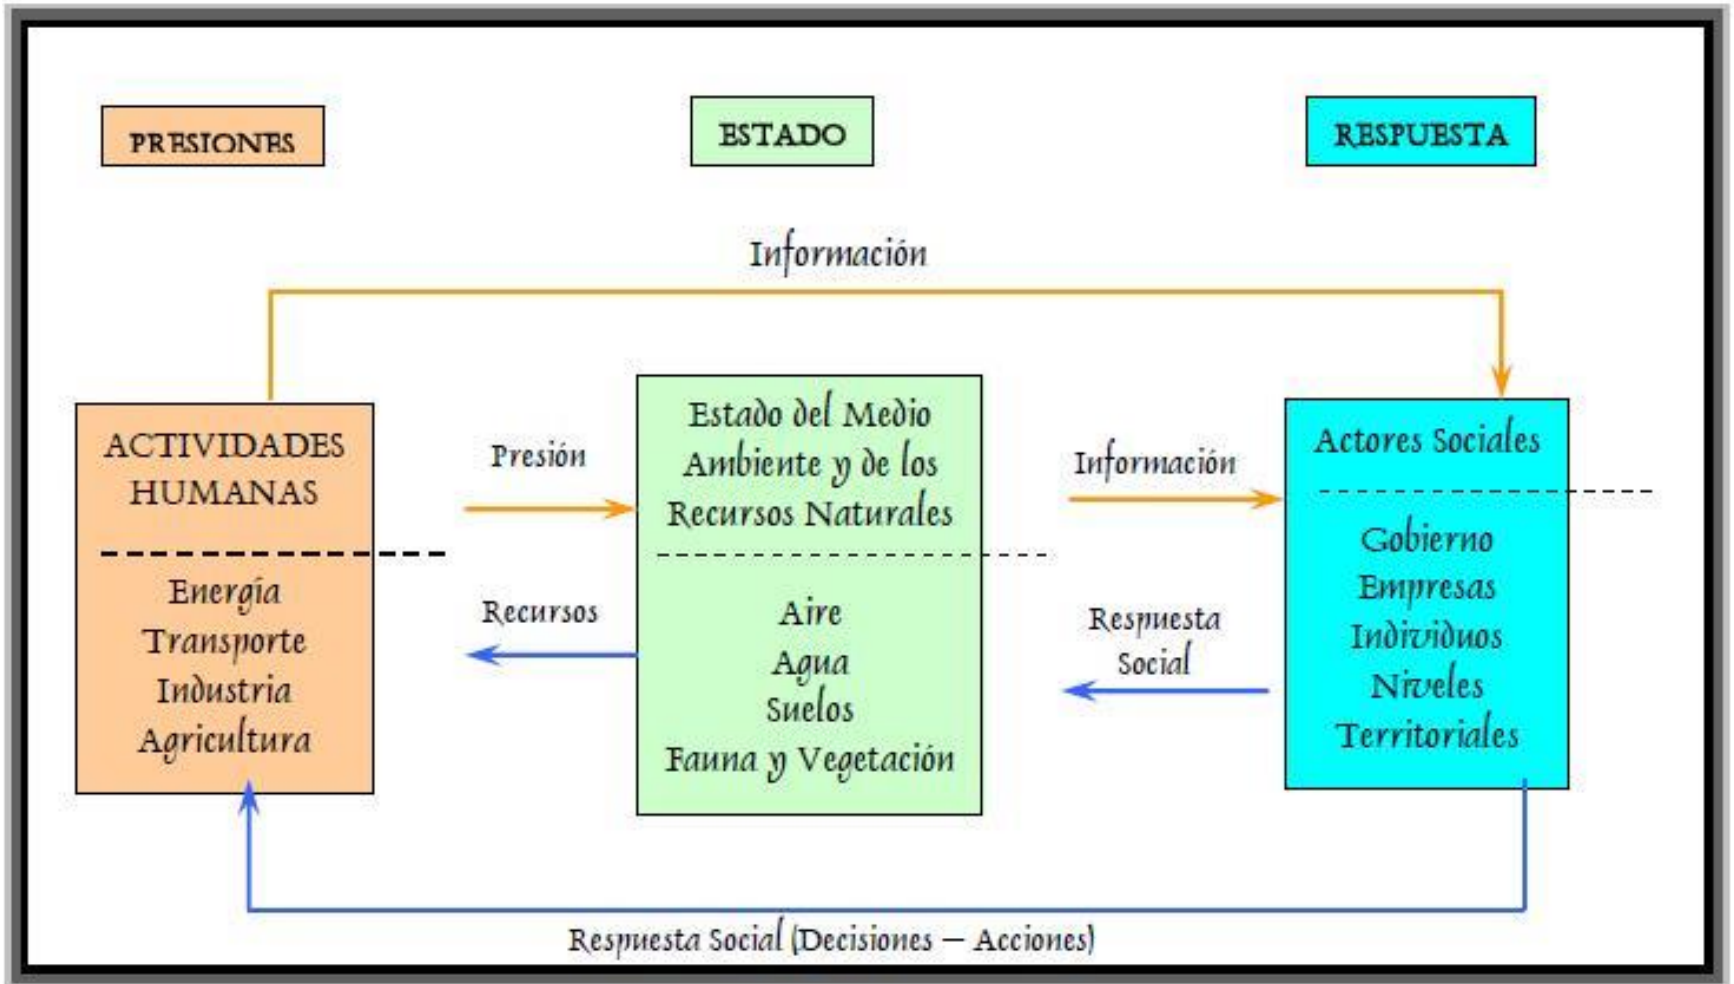 PRESIONES
ESTADO
RESPUESTA
Información
ACTIVIDADES
HUMANAS
Energía
Transporte
Industria
Agricultura
Presión
Recursos
Estado del Medio
Ambiente y de los
Recursos Naturales
Aire
Agua
Suelos
Fauna y Vegetación
Información
Respuesta
Social
Actores Sociales
Gobierno
Empresas
Individuos
Niveles
Territoriales
Respuesta Social (Decisiones – Acciones)